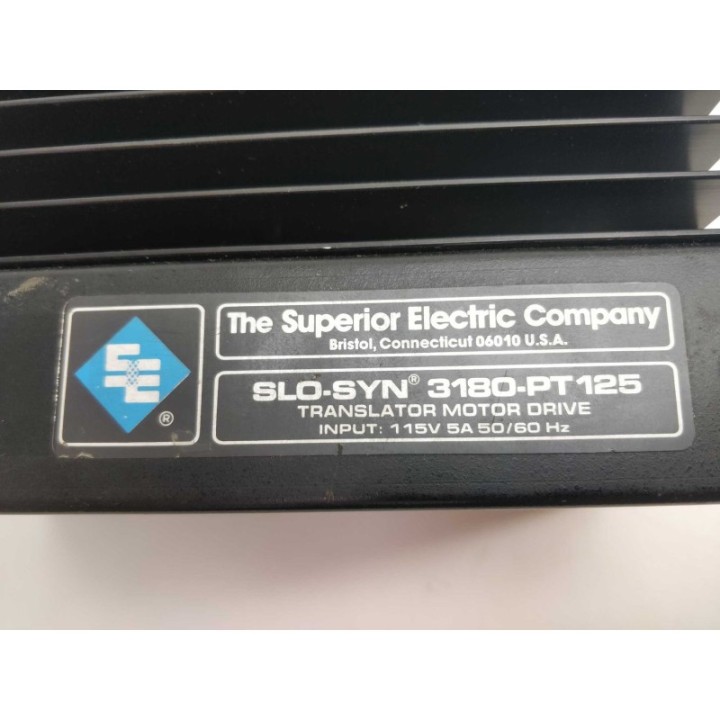 The Superior Electric Company
Bristol, Connecticut 06010 U.S.A.
SE ®
SLO-SYN® 3180-PT125
TRANSLATOR MOTOR DRIVE
INPUT: 115V 5A 50/60 Hz